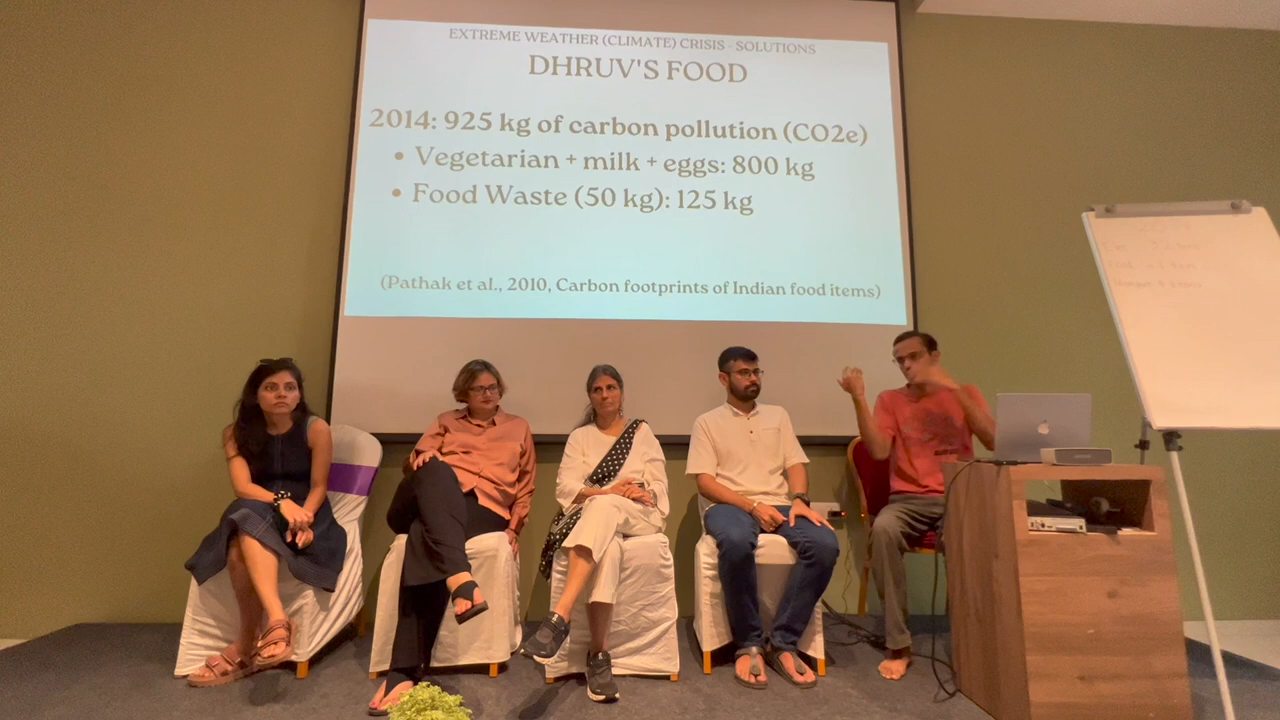 EXTREME WEATHER (CLIMATE) CRISIS - SOLUTIONS
DHRUV'S FOOD
2014: 925 kg of carbon pollution (CO2e)
• Vegetarian + milk + eggs: 800 kg
• Food Waste (50 kg): 125 kg
(Pathak et al., 2010, Carbon footprints of Indian food items)